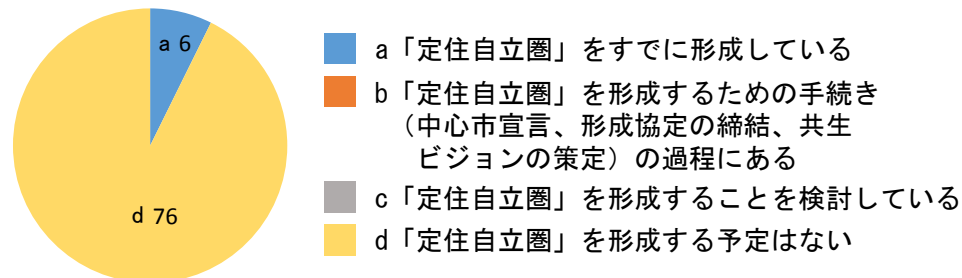 a 6
d 76
a「定住自立圏」をすでに形成している
b「定住自立圏」を形成するための手続き
（中心市宣言、形成協定の締結、共生
ビジョンの策定）の過程にある
c「定住自立圏」を形成することを検討している
d「定住自立圏」を形成する予定はない